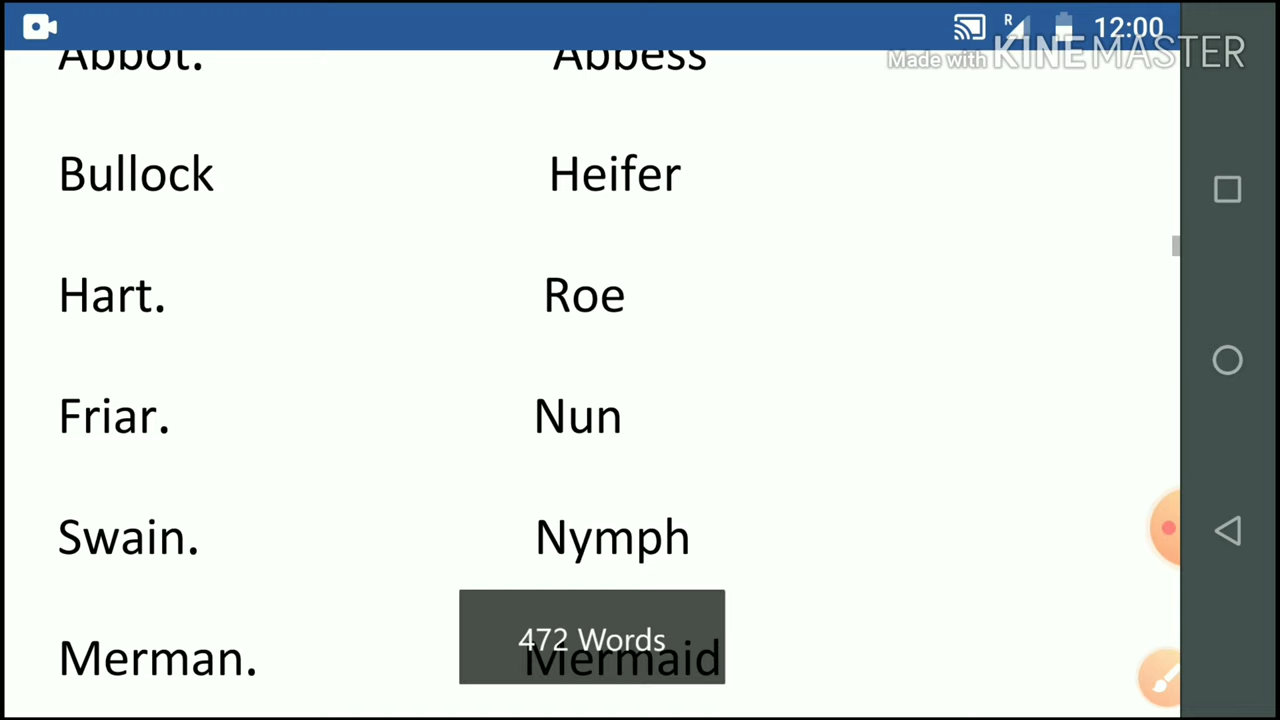 R 12:00
Made with KINEMASTER
Abbot. Abbess
Bullock Heifer
Hart. Roe
Friar. Nun
Swain. Nymph
472 Words
Merman. Mermaid